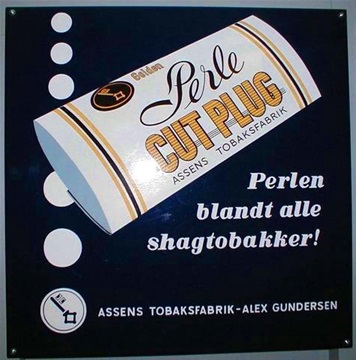 Golden
Perle
CUT PLUG
ASSENS TOBAKSFABRIK
Perlen
blandt alle
shagtobakker!
ASSENS TOBAKSFABRIK-ALEX GUNDERSEN